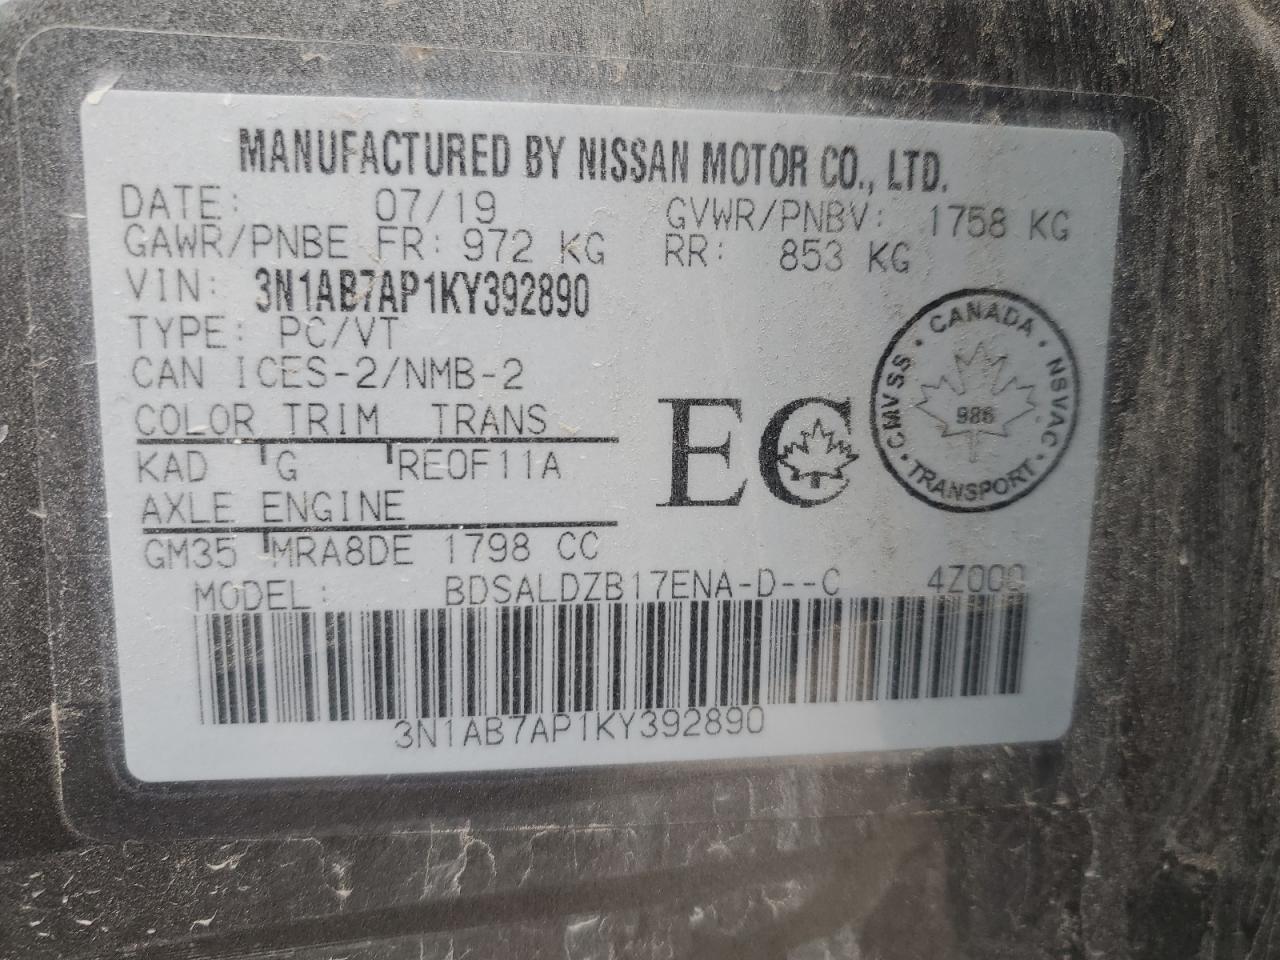 MANUFACTURED BY NISSAN MOTOR CO., LTD.
DATE: 07/19 GVWR/PNBV: 1758 KG
GAWR/PNBE FR: 972 KG RR: 853 KG
VIN: 3N1AB7AP1KY392890
TYPE: PC/VT
CAN ICES-2/NMB-2
COLOR TRIM TRANS
KAD G RE0F11A
AXLE ENGINE
GM35 MRA8DE 1798 CC
EC
CANADA · NSVAC · TRANSPORT · CMVSS ·
986
MODEL: BDSALDZB17ENA-D--C 4Z000
3N1AB7AP1KY392890